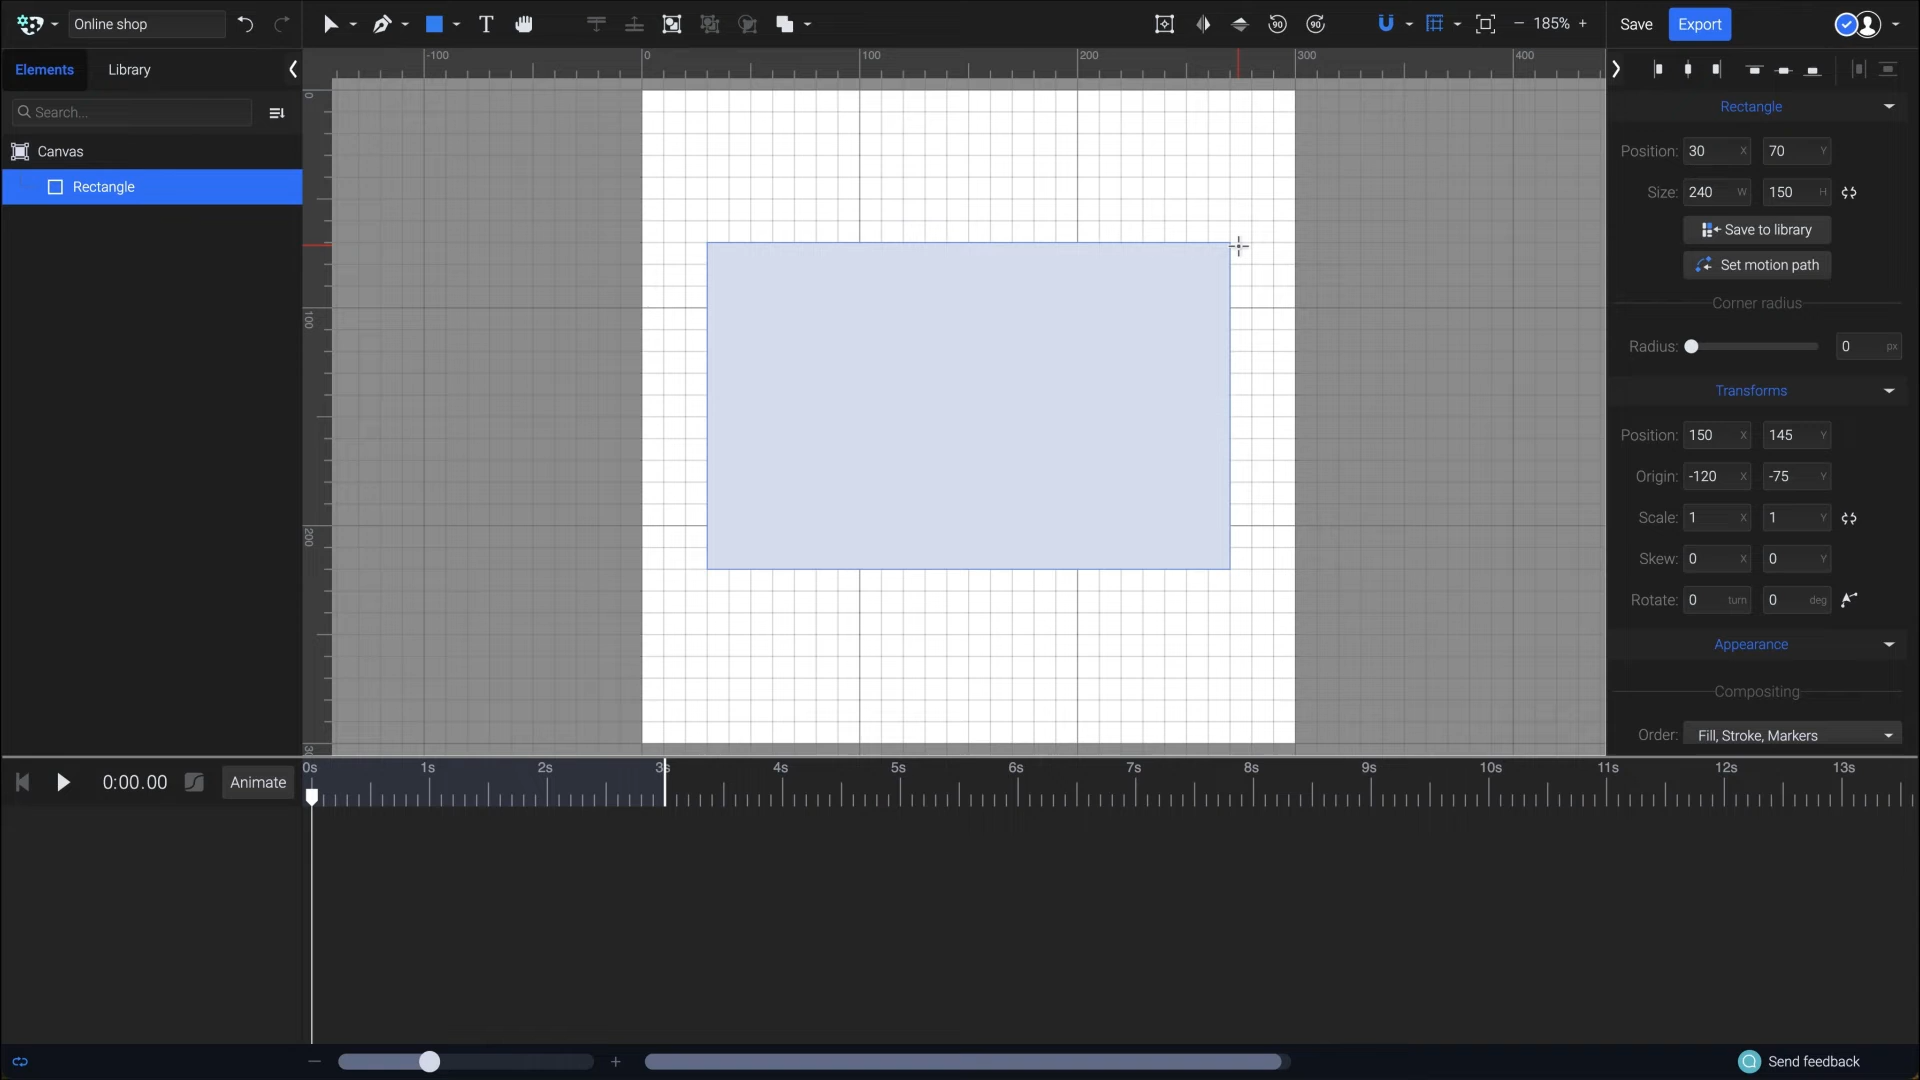 Online shop
185%
Save
Export
Elements
Library
Search...
Canvas
Rectangle
-100
0
100
200
300
400
0
100
200
Rectangle
Position: 30 X 70 Y
Size: 240 W 150 H
Save to library
Set motion path
Corner radius
Radius: 0 px
Transforms
Position: 150 X 145 Y
Origin: -120 X -75 Y
Scale: 1 X 1 Y
Skew: 0 X 0 Y
Rotate: 0 turn 0 deg
Appearance
Compositing
Order: Fill, Stroke, Markers
0:00.00
Animate
0s 1s 2s 3s 4s 5s 6s 7s 8s 9s 10s 11s 12s 13s
Send feedback